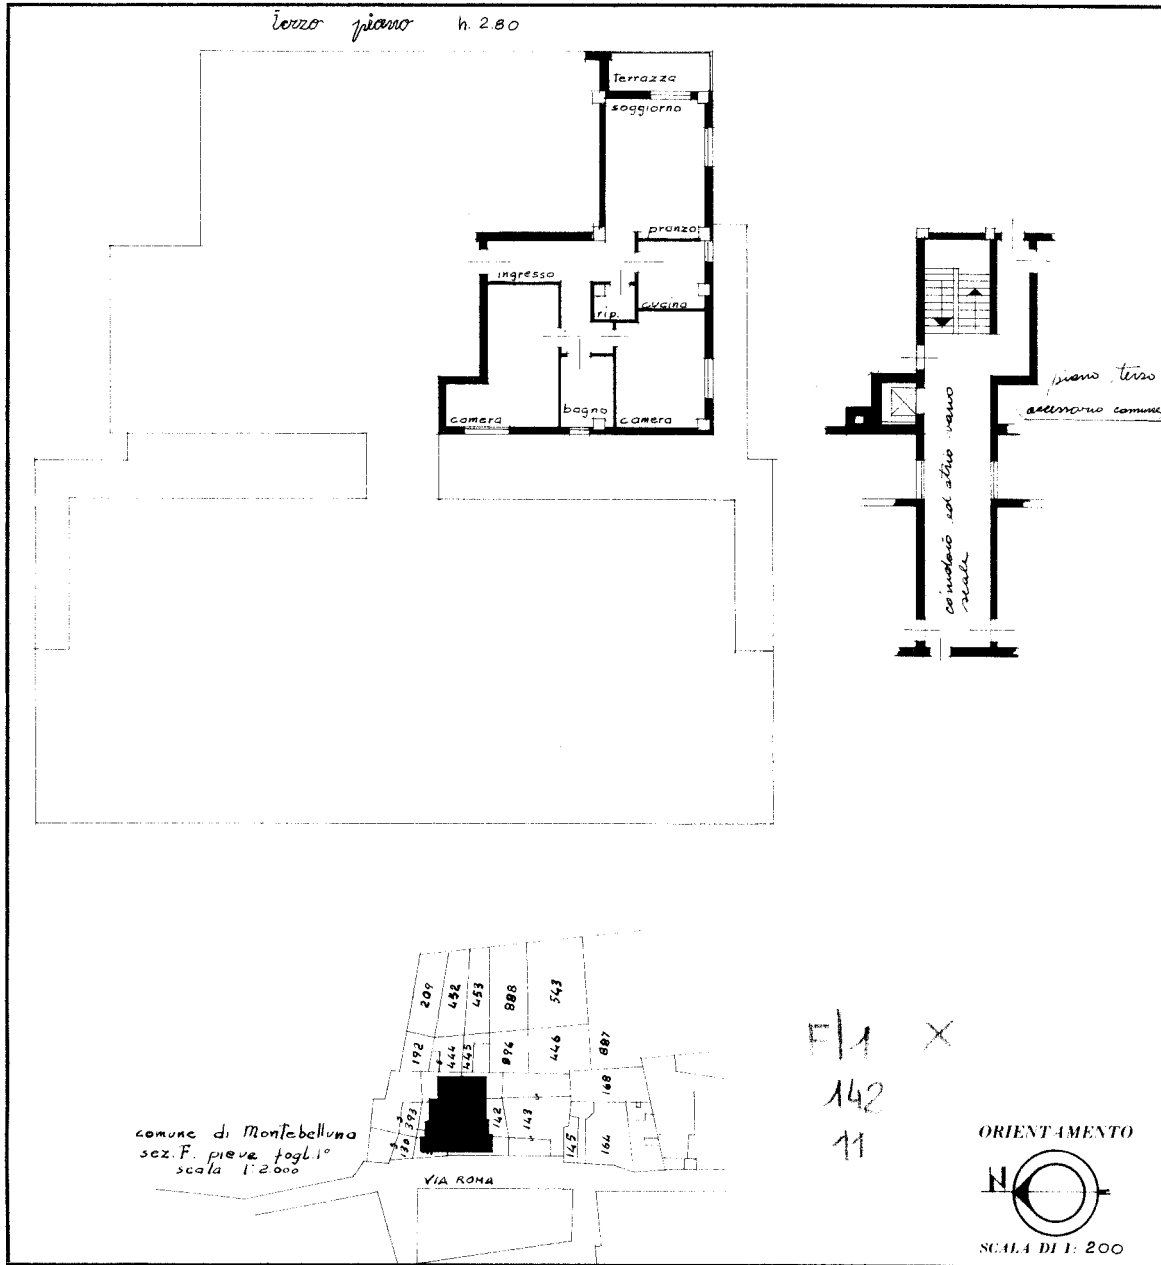 terzo piano h. 2.80
terrazza
soggiorno
pranzo
ingresso
cucina
rip.
camera
bagno
camera
piano terso
accessorio comune
corridoio ed atrio vano
scale
209
452
453
888
543
192
444
445
894
446
887
168
393
130
142
143
145
164
comune di Montebelluna
sez. F. pieve fogl. 1°
scala 1:2000
VIA ROMA
F/1 X
142
11
ORIENTAMENTO
N
SCALA DI 1: 200